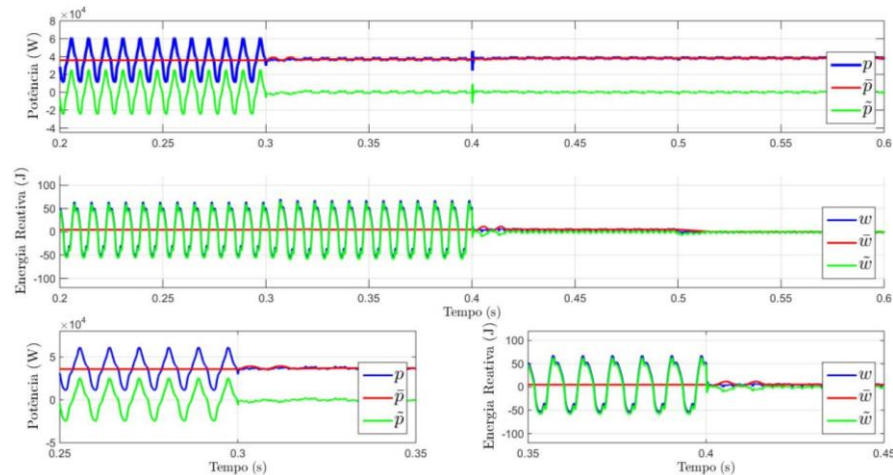 ×10⁴
Potência (W)
8
6
4
2
0
-2
-4
p
p̄
p̃
0.2 0.25 0.3 0.35 0.4 0.45 0.5 0.55 0.6
Energia Reativa (J)
100
50
0
-50
-100
w
w̄
w̃
0.2 0.25 0.3 0.35 0.4 0.45 0.5 0.55 0.6
Tempo (s)
×10⁴
Potência (W)
5
0
-5
p
p̄
p̃
0.25 0.3 0.35
Tempo (s)
Energia Reativa (J)
100
50
0
-50
-100
w
w̄
w̃
0.35 0.4 0.45
Tempo (s)